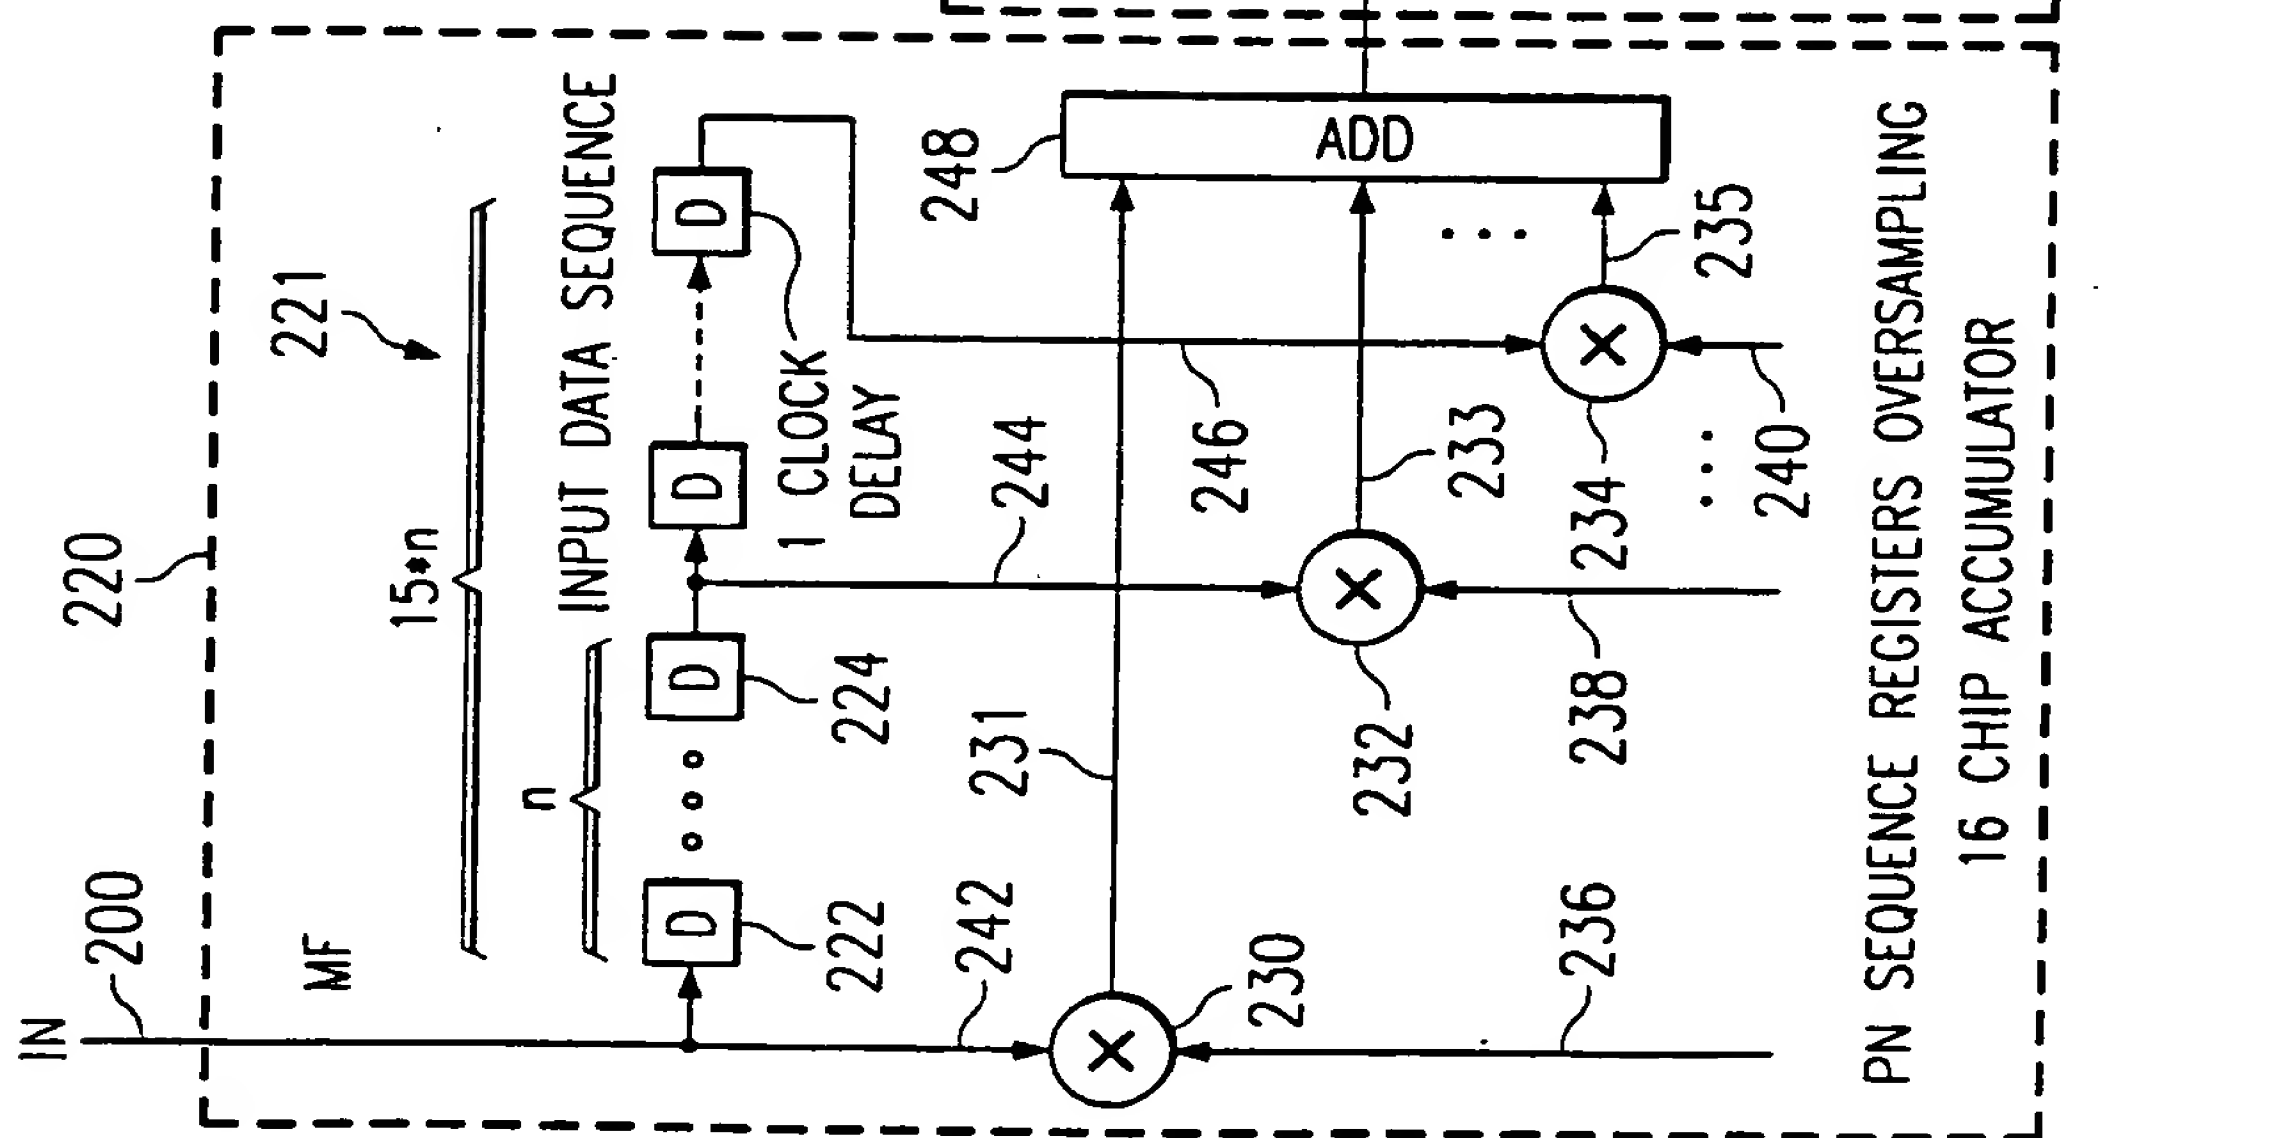 IN
200
220
MF
221
15*n
n
INPUT DATA SEQUENCE
D
D
D
D
222
224
1 CLOCK
DELAY
242
231
244
246
248
ADD
230
232
233
234
235
236
238
240
PN SEQUENCE REGISTERS OVERSAMPLING
16 CHIP ACCUMULATOR